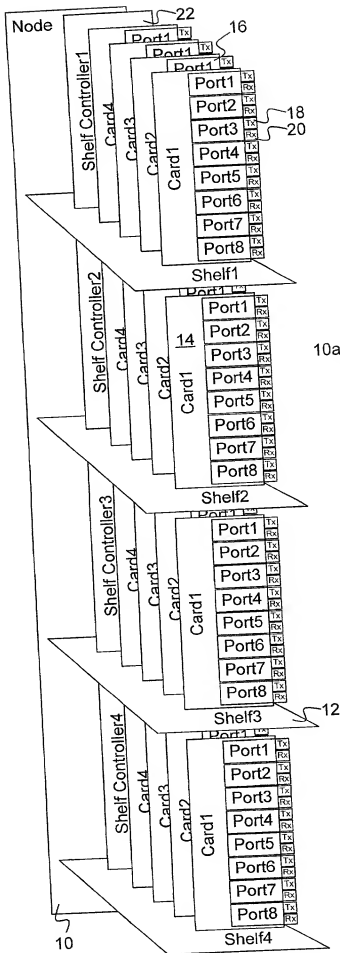 22
Node
16
Port1 Tx
Port1
Port1 Tx
Shelf Controller1
Card4
Card3
Card2
Card1
Port1 Tx Rx
Port2 Tx Rx
Port3 Tx Rx
Port4 Tx Rx
Port5 Tx Rx
Port6 Tx Rx
Port7 Tx Rx
Port8 Tx Rx
18
20
Shelf1
10a
Port1 Tx
Shelf Controller2
Card4
Card3
Card2
14
Card1
Port1 Tx Rx
Port2 Tx Rx
Port3 Tx Rx
Port4 Tx Rx
Port5 Tx Rx
Port6 Tx Rx
Port7 Tx Rx
Port8 Tx Rx
Shelf2
Port1
Shelf Controller3
Card4
Card3
Card2
Card1
Port1 Tx Rx
Port2 Tx Rx
Port3 Tx Rx
Port4 Tx Rx
Port5 Tx Rx
Port6 Tx Rx
Port7 Tx Rx
Port8 Tx Rx
Shelf3
12
Port1
Shelf Controller4
Card4
Card3
Card2
Card1
Port1 Tx Rx
Port2 Tx Rx
Port3 Tx Rx
Port4 Tx Rx
Port5 Tx Rx
Port6 Tx Rx
Port7 Tx Rx
Port8 Tx Rx
Shelf4
10